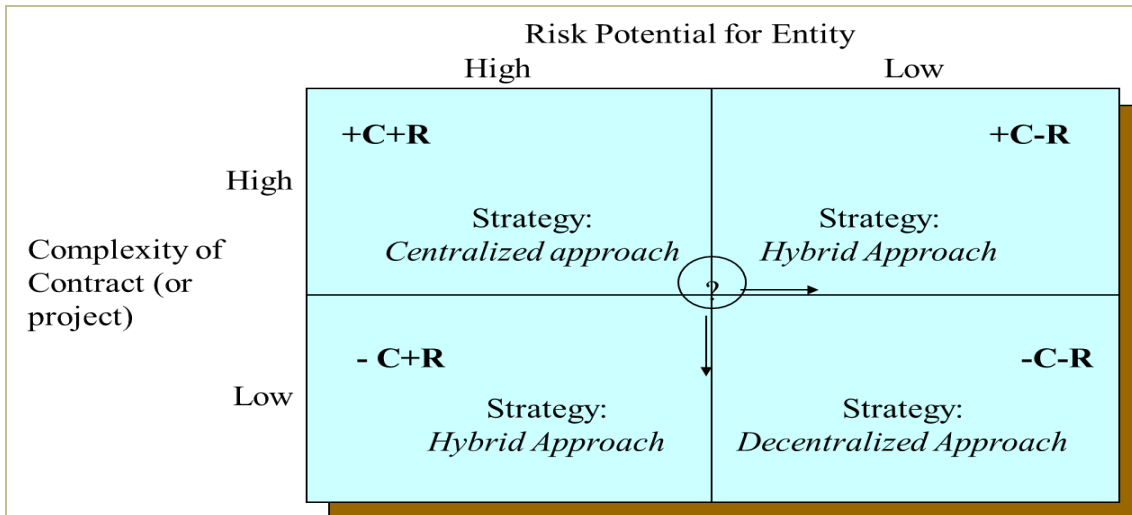 Risk Potential for Entity
High
Low
+C+R
+C-R
High
Strategy:
Centralized approach
Strategy:
Hybrid Approach
Complexity of
Contract (or
project)
?
- C+R
-C-R
Low
Strategy:
Hybrid Approach
Strategy:
Decentralized Approach